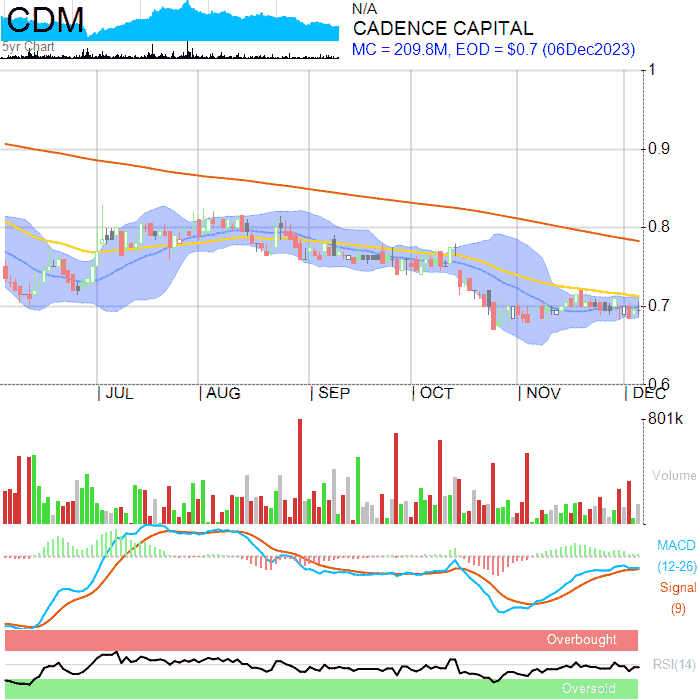 CDM
5yr Chart
N/A
CADENCE CAPITAL
MC = 209.8M, EOD = $0.7 (06Dec2023)
1
0.9
0.8
0.7
0.6
JUL AUG SEP OCT NOV DEC
801k
Volume
MACD
(12-26)
Signal
(9)
Overbought
RSI(14)
Oversold